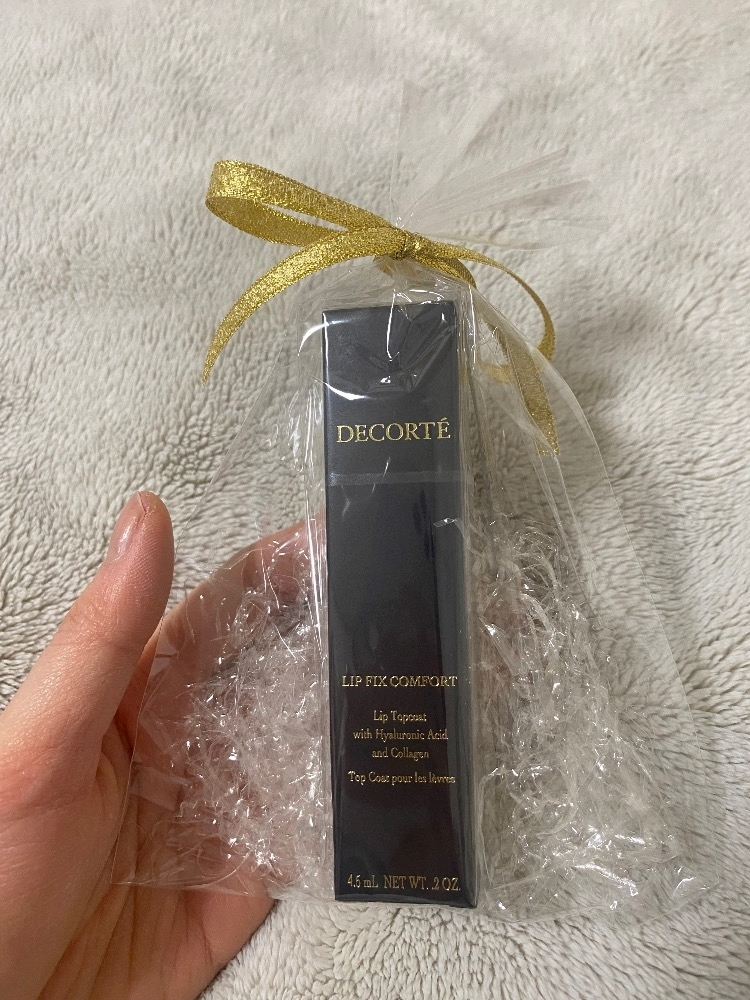 DECORTÉ
LIP FIX COMFORT
Lip Topcoat
with Hyaluronic Acid
and Collagen
Top Coat pour les lèvres
4.5 mL NET WT. .2 OZ.